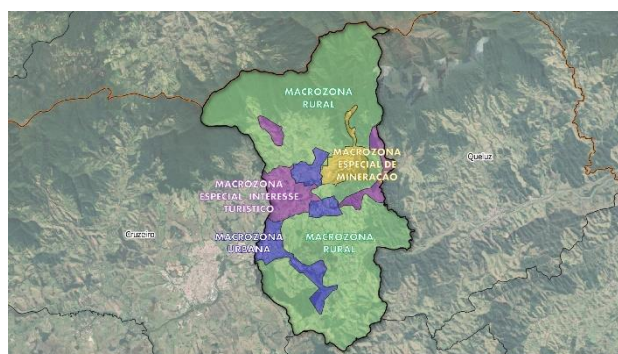 MACROZONA
RURAL
MACROZONA
ESPECIAL DE
MINERAÇÃO
Queluz
MACROZONA
ESPECIAL INTERESSE
TURÍSTICO
Cruzeiro
MACROZONA
URBANA
MACROZONA
RURAL